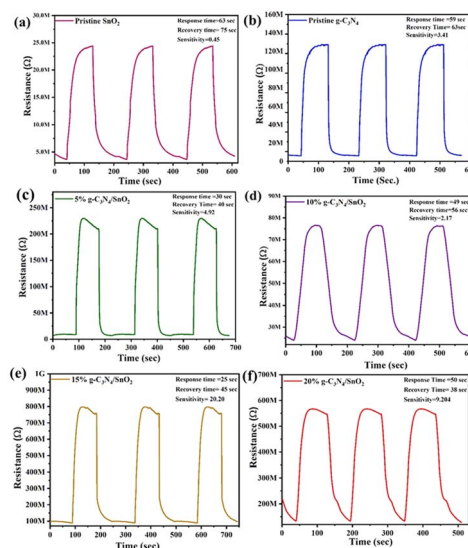 (a)
Pristine SnO2
Response time=63 sec
Recovery time= 75 sec
Sensitivity=0.45
25.0M
20.0M
15.0M
10.0M
5.0M
Resistance (Ω)
0 100 200 300 400 500 600
Time (sec)
(b)
Pristine g-C3N4
Response time =59 sec
Recovery Time= 63sec
Sensitivity=3.41
160M
140M
120M
100M
80M
60M
40M
20M
0
Resistance (Ω)
0 100 200 300 400 500
Time (Sec.)
(c)
5% g-C3N4/SnO2
Response time =30 sec
Recovery Time= 40 sec
Sensitivity=4.92
250M
200M
150M
100M
50M
0
Resistance (Ω)
0 100 200 300 400 500 600 700
Time (sec)
(d)
10% g-C3N4/SnO2
Response time =49 sec
Recovery time =56 sec
Sensitivity=2.17
90M
80M
70M
60M
50M
40M
30M
Resistance (Ω)
0 100 200 300 400 500
Time (sec)
(e)
15% g-C3N4/SnO2
Response time =25 sec
Recovery time =45 sec
Sensitivity= 20.20
1G
900M
800M
700M
600M
500M
400M
300M
200M
100M
Resistance (Ω)
0 100 200 300 400 500 600 700
Time (sec)
(f)
20% g-C3N4/SnO2
Response Time =50 sec
Recovery time= 38 sec
Sensitivity=9.204
700M
600M
500M
400M
300M
200M
Resistance (Ω)
0 100 200 300 400 500
Time (sec)